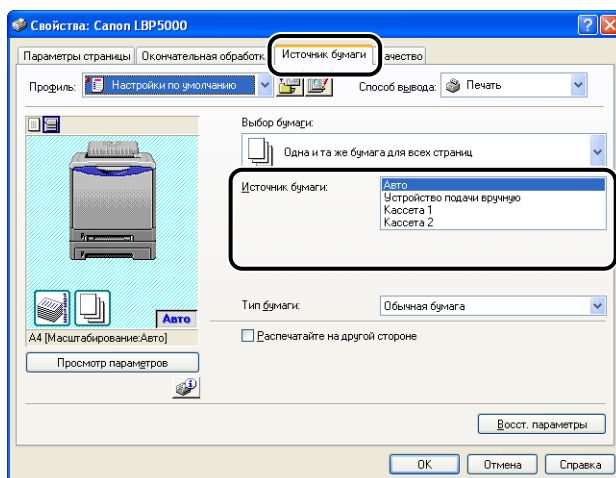 Свойства: Canon LBP5000
Параметры страницы Окончательная обработк Источник бумаги ачество
Профиль: Настройки по умолчанию Способ вывода: Печать
Выбор бумаги:
Одна и та же бумага для всех страниц
Источник бумаги: Авто
Устройство подачи вручную
Кассета 1
Кассета 2
Авто
Тип бумаги: Обычная бумага
A4 [Масштабирование:Авто]
Распечатайте на другой стороне
Просмотр параметров
Восст. параметры
OK Отмена Справка